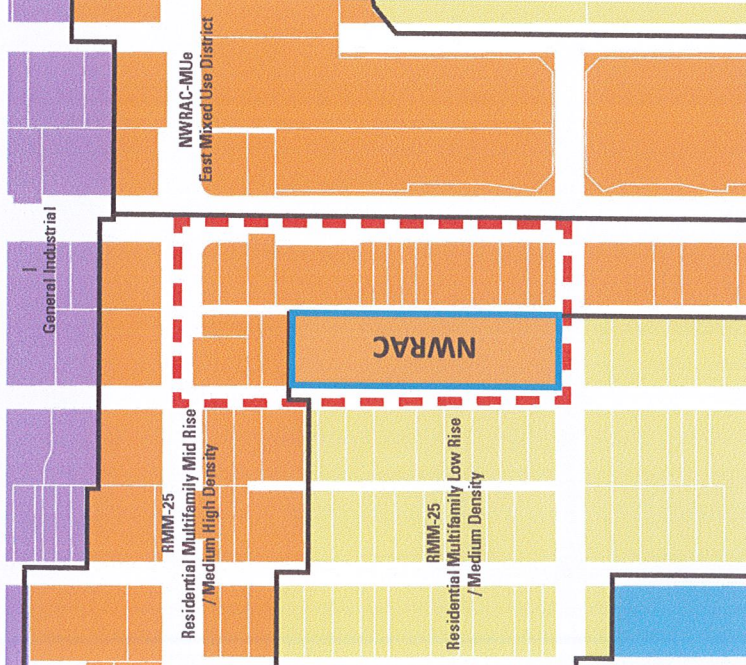 NWRAC-MUe
East Mixed Use District
I
General Industrial
NWRAC
RMM-25
Residential Multifamily Mid Rise
/ Medium High Density
RMM-25
Residential Multifamily Low Rise
/ Medium Density